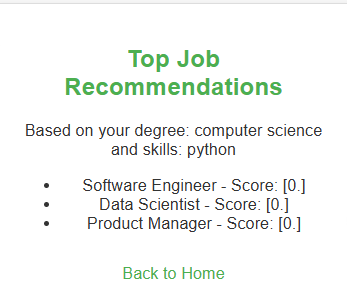 Top Job
Recommendations
Based on your degree: computer science
and skills: python
Software Engineer - Score: [0.]
Data Scientist - Score: [0.]
Product Manager - Score: [0.]
Back to Home